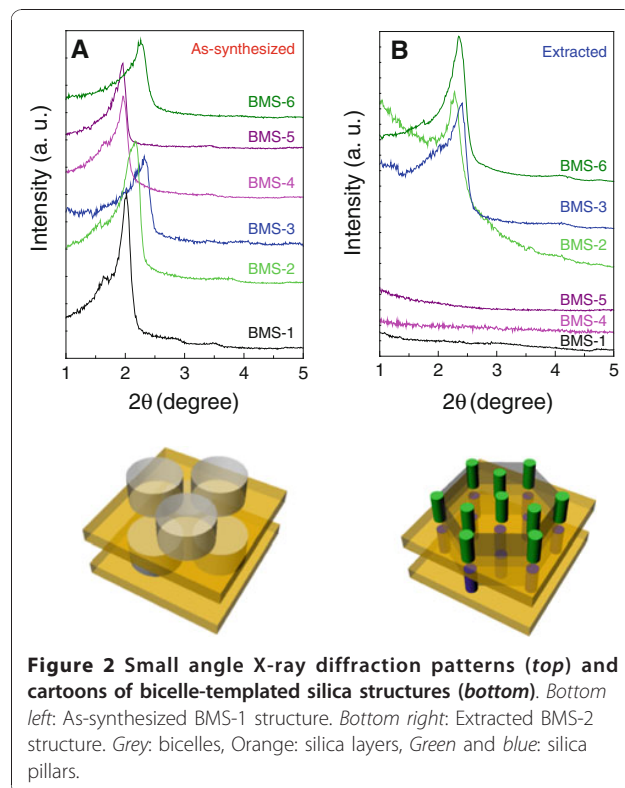 A
As-synthesized
BMS-6
BMS-5
BMS-4
BMS-3
BMS-2
BMS-1
Intensity (a. u.)
1 2 3 4 5
2θ (degree)
B
Extracted
BMS-6
BMS-3
BMS-2
BMS-5
BMS-4
BMS-1
Intensity (a. u.)
1 2 3 4 5
2θ (degree)
Figure 2 Small angle X-ray diffraction patterns (top) and
cartoons of bicelle-templated silica structures (bottom). Bottom
left: As-synthesized BMS-1 structure. Bottom right: Extracted BMS-2
structure. Grey: bicelles, Orange: silica layers, Green and blue: silica
pillars.